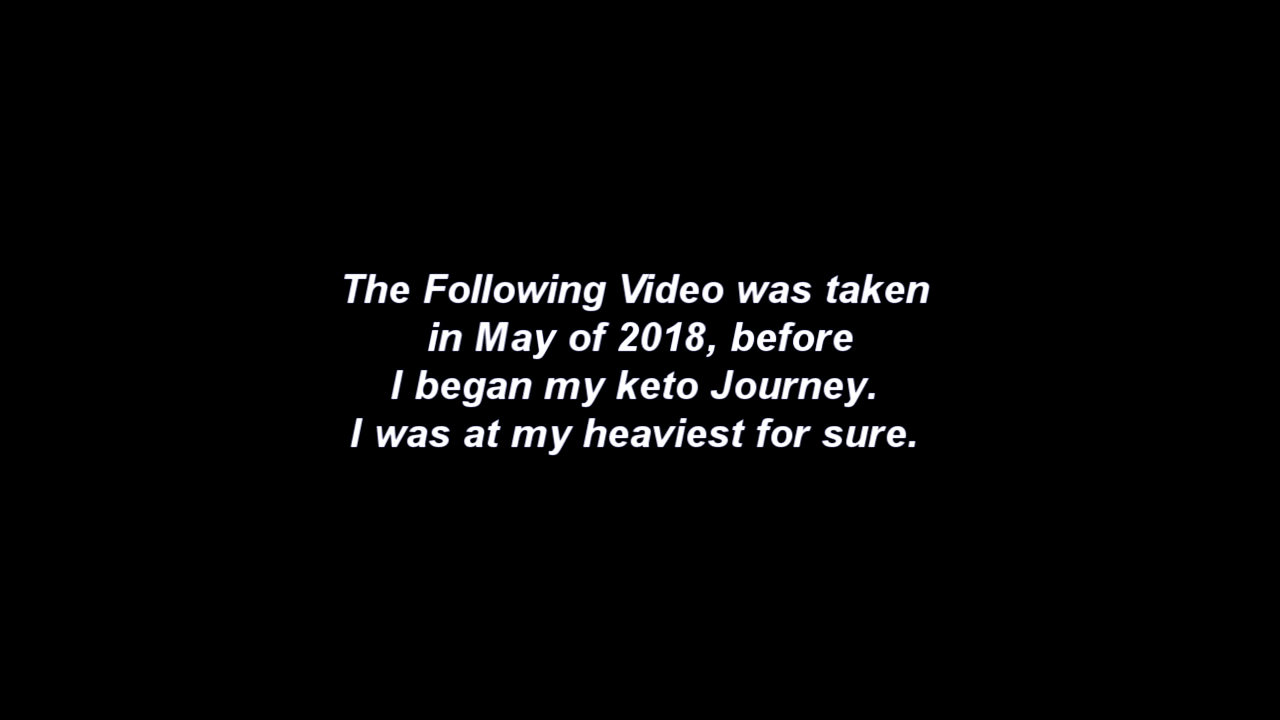 The Following Video was taken
in May of 2018, before
I began my keto Journey.
I was at my heaviest for sure.